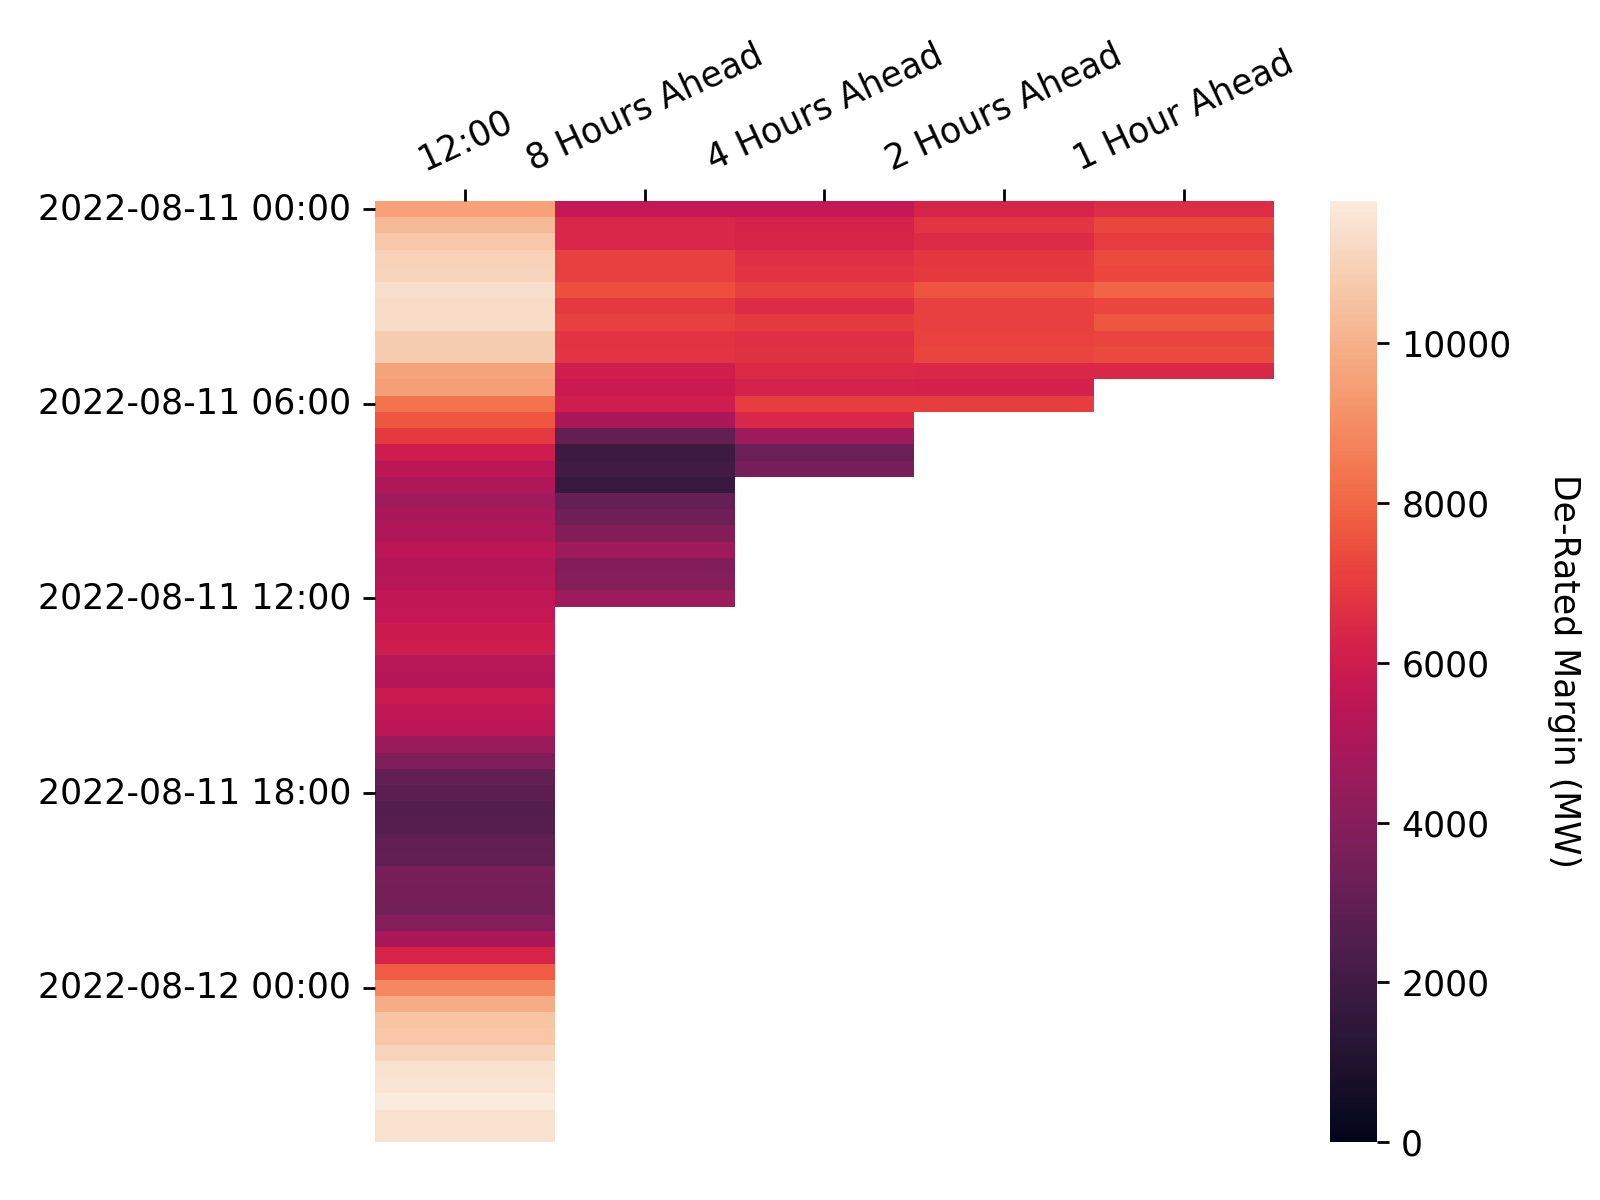 12:00
8 Hours Ahead
4 Hours Ahead
2 Hours Ahead
1 Hour Ahead
2022-08-11 00:00
2022-08-11 06:00
2022-08-11 12:00
2022-08-11 18:00
2022-08-12 00:00
10000
8000
6000
4000
2000
0
De-Rated Margin (MW)